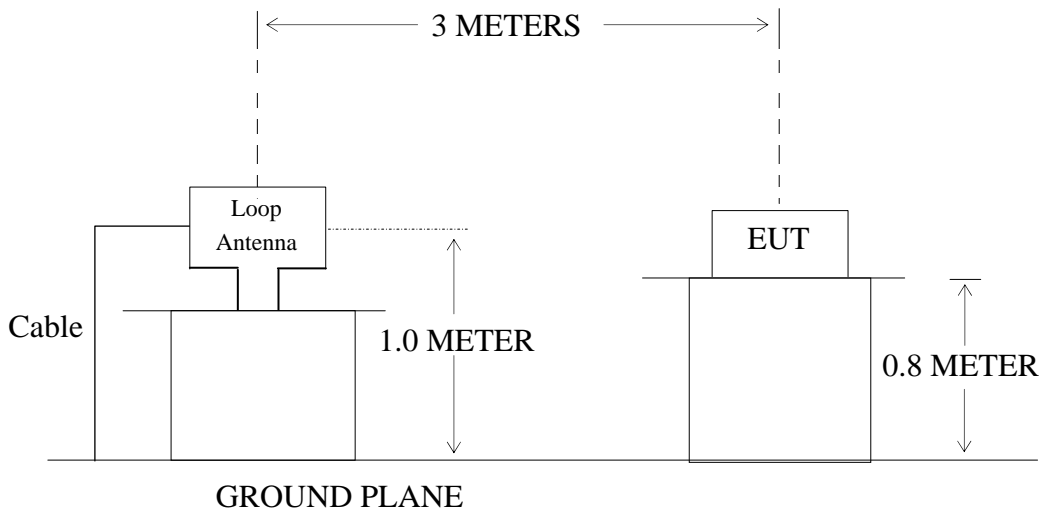 3 METERS
Loop
Antenna
EUT
Cable
1.0 METER
0.8 METER
GROUND PLANE